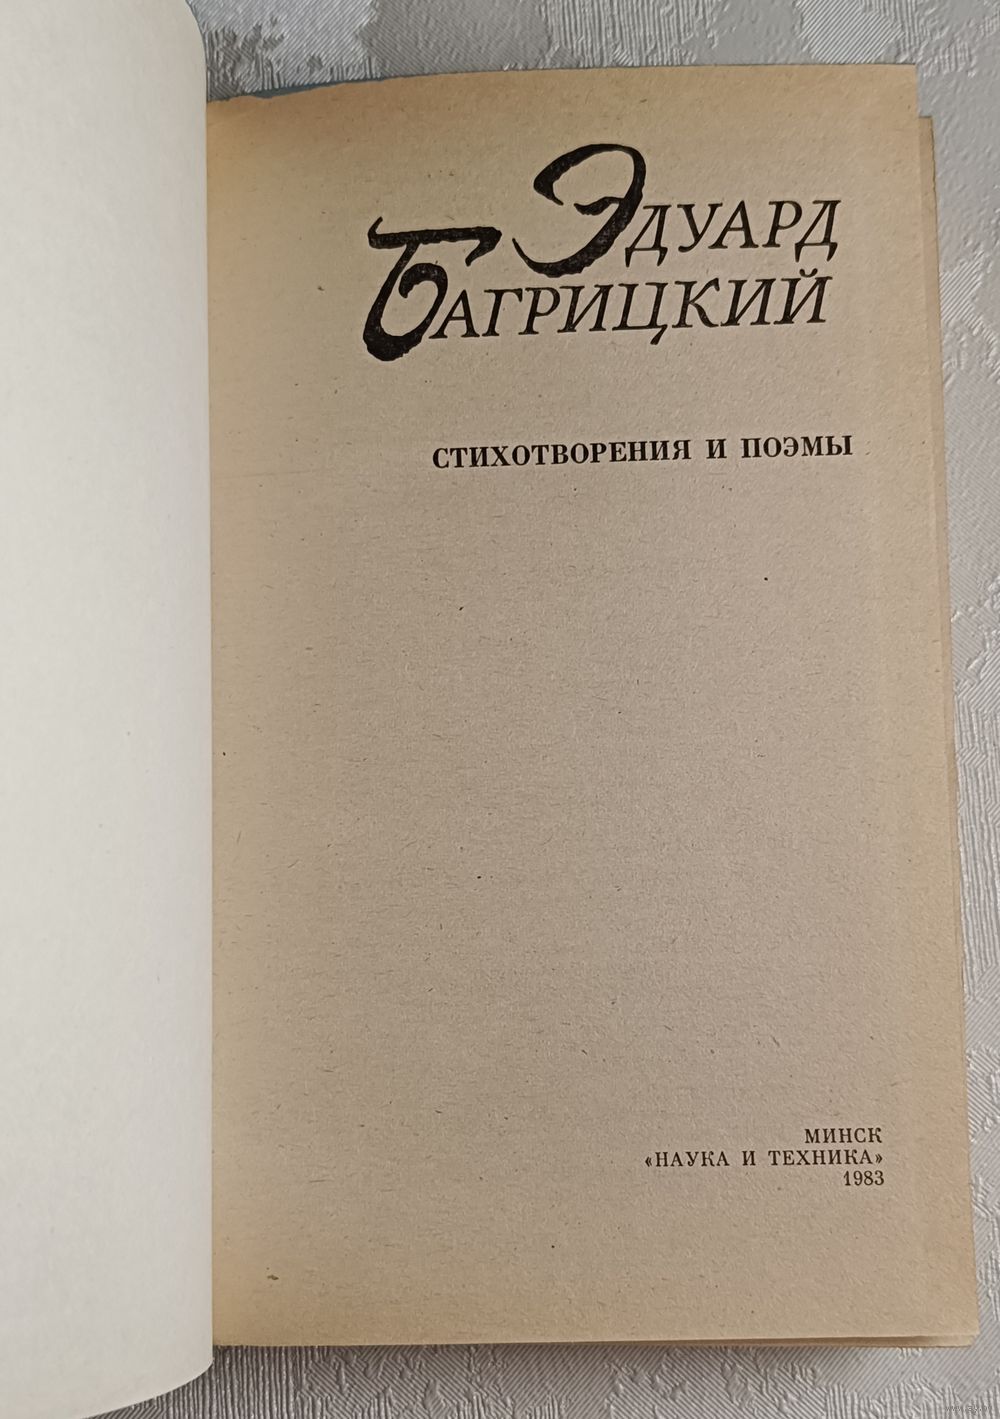 Эдуард
Багрицкий
СТИХОТВОРЕНИЯ И ПОЭМЫ
МИНСК
«НАУКА И ТЕХНИКА»
1983